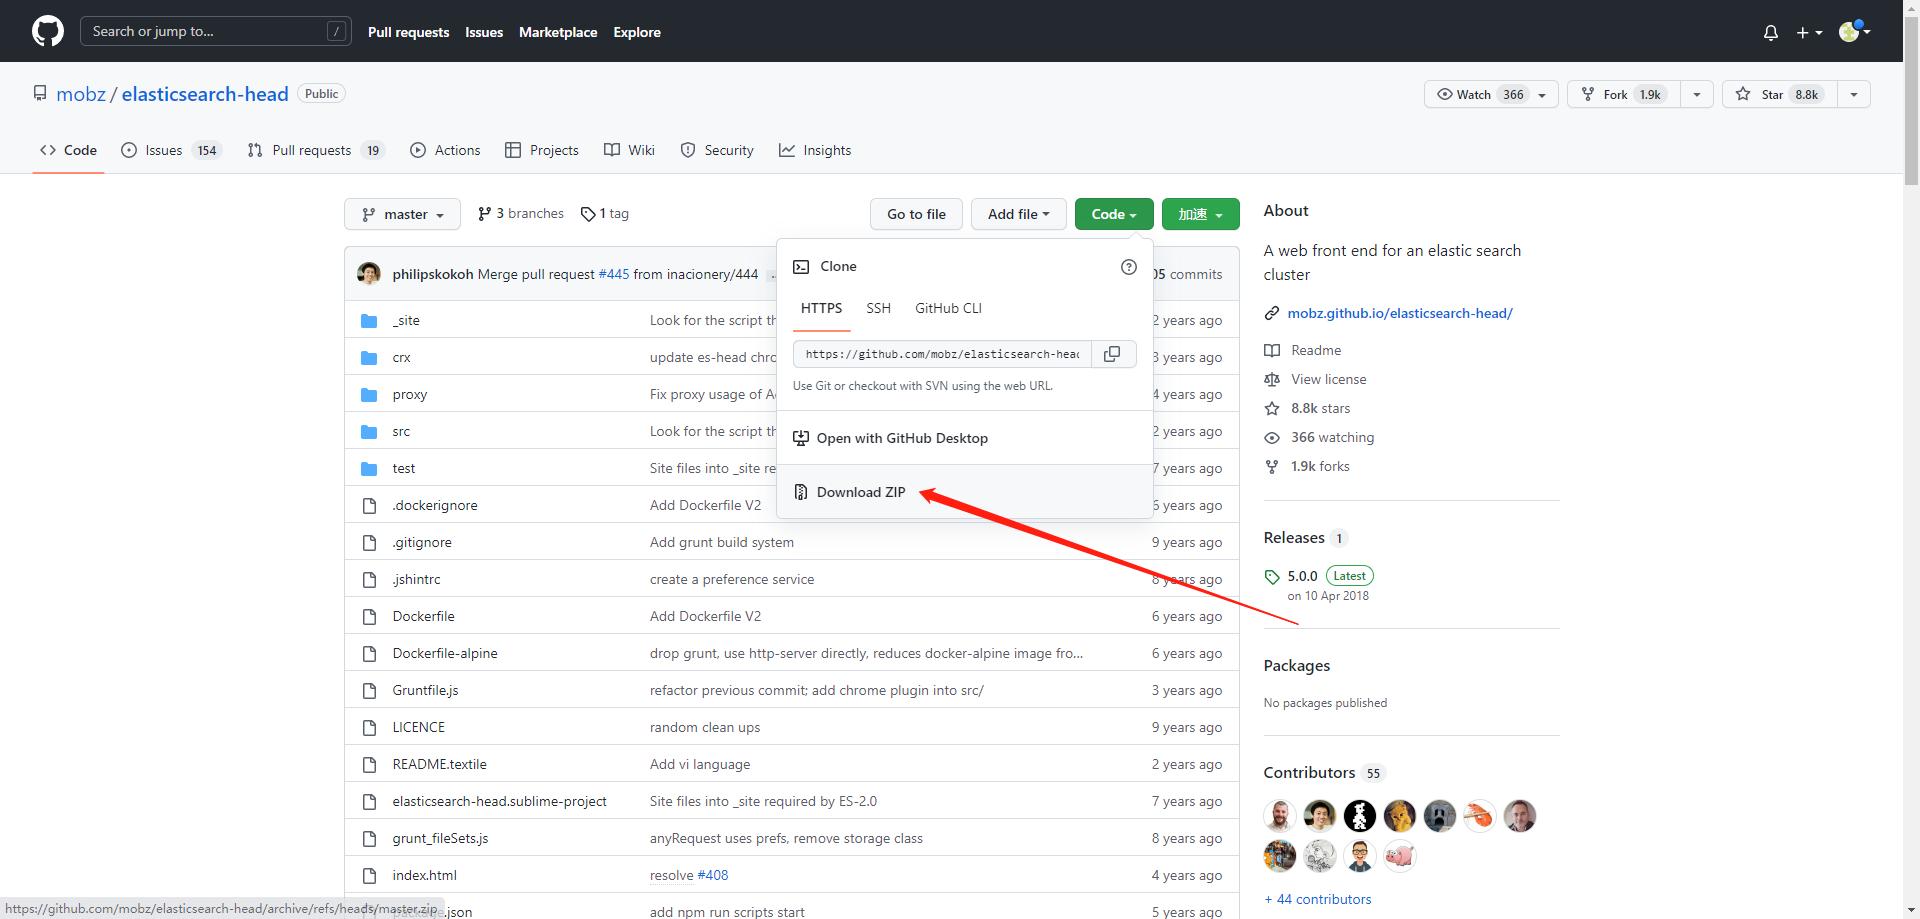 Search or jump to... /
Pull requests Issues Marketplace Explore
mobz / elasticsearch-head Public
Watch 366 Fork 1.9k Star 8.8k
Code Issues 154 Pull requests 19 Actions Projects Wiki Security Insights
master 3 branches 1 tag Go to file Add file Code 加速
philipskokoh Merge pull request #445 from inacionery/444 ... 05 commits
_site Look for the script th 2 years ago
crx update es-head chro 3 years ago
proxy Fix proxy usage of A 4 years ago
src Look for the script th 2 years ago
test Site files into _site re 7 years ago
.dockerignore Add Dockerfile V2 6 years ago
.gitignore Add grunt build system 9 years ago
.jshintrc create a preference service 8 years ago
Dockerfile Add Dockerfile V2 6 years ago
Dockerfile-alpine drop grunt, use http-server directly, reduces docker-alpine image fro... 6 years ago
Gruntfile.js refactor previous commit; add chrome plugin into src/ 3 years ago
LICENCE random clean ups 9 years ago
README.textile Add vi language 2 years ago
elasticsearch-head.sublime-project Site files into _site required by ES-2.0 7 years ago
grunt_fileSets.js anyRequest uses prefs, remove storage class 8 years ago
index.html resolve #408 4 years ago
.json add npm run scripts start 5 years ago
Clone
HTTPS SSH GitHub CLI
https://github.com/mobz/elasticsearch-head
Use Git or checkout with SVN using the web URL.
Open with GitHub Desktop
Download ZIP
About
A web front end for an elastic search
cluster
mobz.github.io/elasticsearch-head/
Readme
View license
8.8k stars
366 watching
1.9k forks
Releases 1
5.0.0 Latest
on 10 Apr 2018
Packages
No packages published
Contributors 55
+ 44 contributors
https://github.com/mobz/elasticsearch-head/archive/refs/heads/master.zip